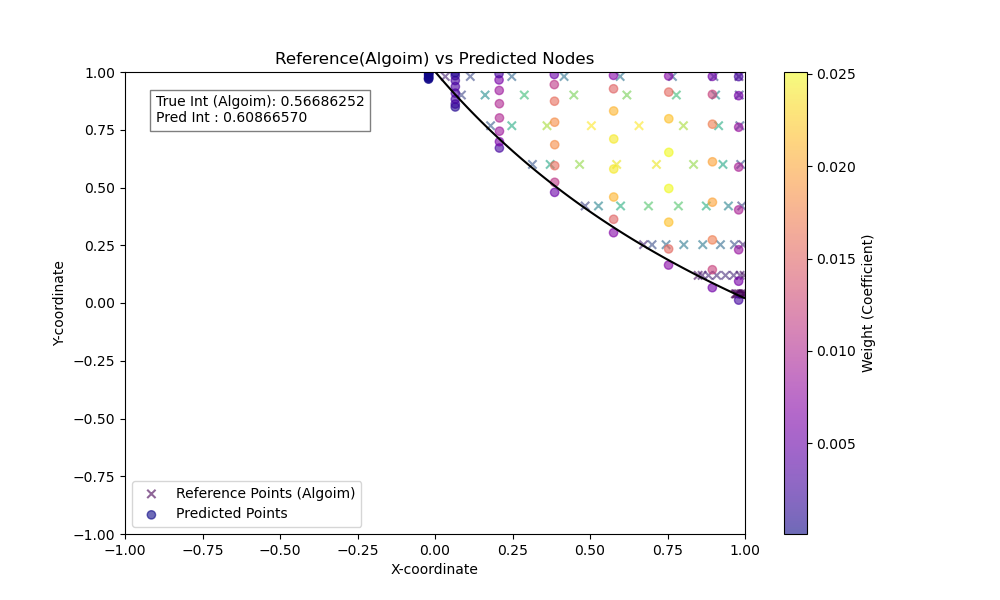 Reference(Algoim) vs Predicted Nodes
True Int (Algoim): 0.56686252
Pred Int : 0.60866570
1.00
0.75
0.50
0.25
0.00
−0.25
−0.50
−0.75
−1.00
Y-coordinate
Reference Points (Algoim)
Predicted Points
−1.00 −0.75 −0.50 −0.25 0.00 0.25 0.50 0.75 1.00
X-coordinate
0.025
0.020
0.015
0.010
0.005
Weight (Coefficient)